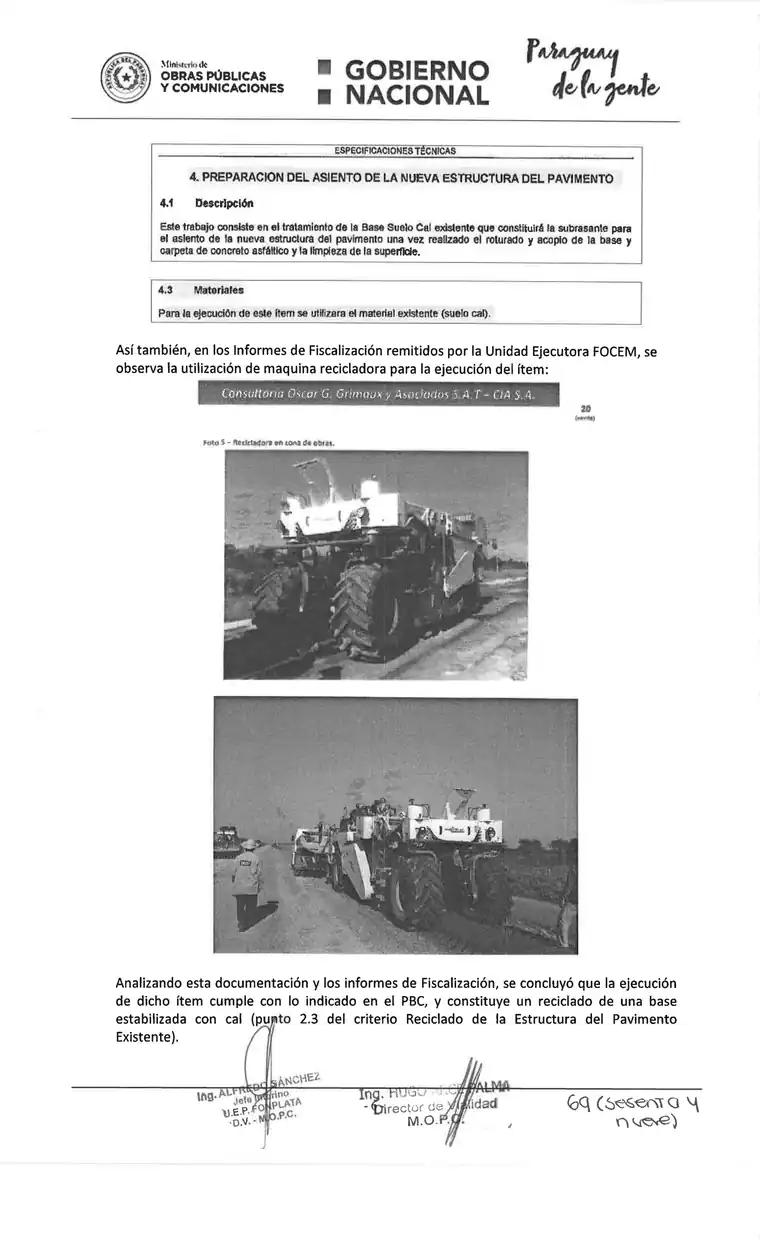 Ministerio de
OBRAS PÚBLICAS
Y COMUNICACIONES
GOBIERNO
NACIONAL
Paraguay
de la gente
ESPECIFICACIONES TÉCNICAS
4. PREPARACION DEL ASIENTO DE LA NUEVA ESTRUCTURA DEL PAVIMENTO
4.1 Descripción
Este trabajo consiste en el tratamiento de la Base Suelo Cal existente que constituirá la subrasante para
el asiento de la nueva estructura del pavimento una vez realizado el roturado y acopio de la base y
carpeta de concreto asfáltico y la limpieza de la superficie.
4.3 Materiales
Para la ejecución de este ítem se utilizara el material existente (suelo cal).
Así también, en los Informes de Fiscalización remitidos por la Unidad Ejecutora FOCEM, se
observa la utilización de maquina recicladora para la ejecución del ítem:
Consultoria Oscar G. Grimaux y Asociados S.A.T – CIA S.A.
20
(veinte)
Foto 5 – Recicladora en zona de obras.
Analizando esta documentación y los informes de Fiscalización, se concluyó que la ejecución
de dicho ítem cumple con lo indicado en el PBC, y constituye un reciclado de una base
estabilizada con cal (punto 2.3 del criterio Reciclado de la Estructura del Pavimento
Existente).
Ing. ALFREDO SÁNCHEZ
Jefe
U.E.P. FONPLATA
D.V. - M.O.P.C.
Ing. HUGO PALMA
Director de Vialidad
M.O.P.C.
69 (sesenta y
nueve)